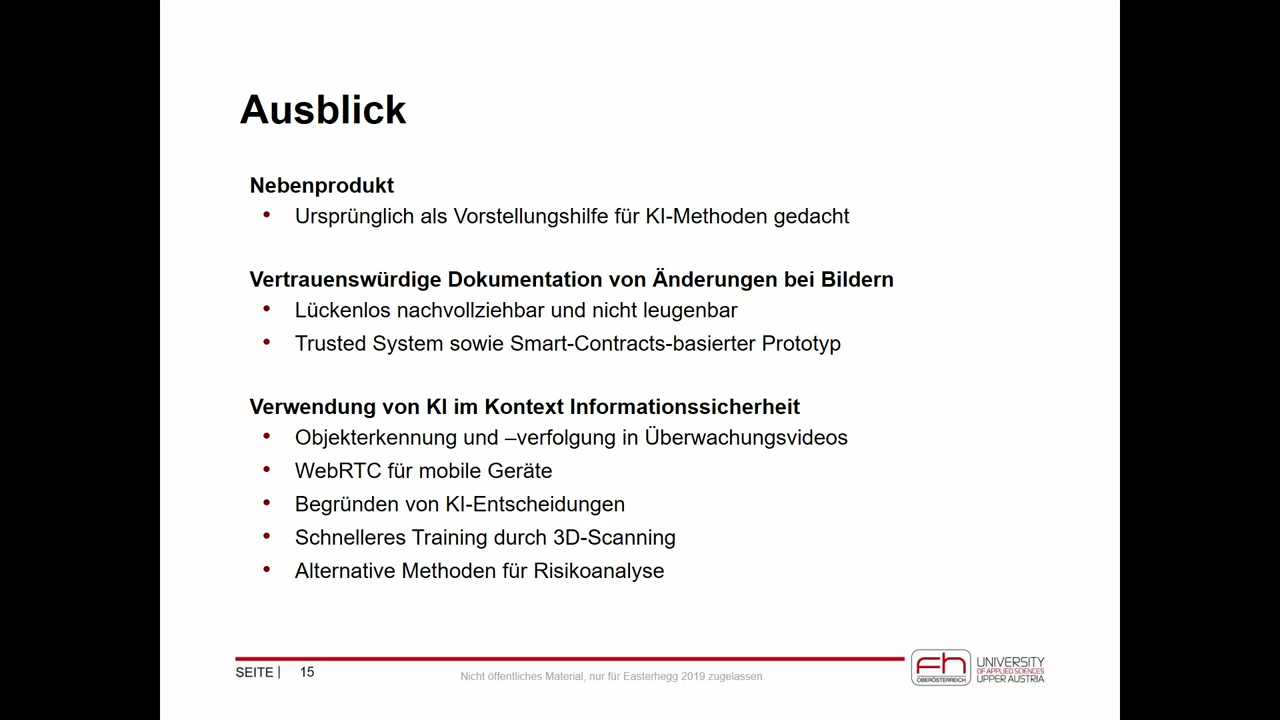 Ausblick
Nebenprodukt
• Ursprünglich als Vorstellungshilfe für KI-Methoden gedacht
Vertrauenswürdige Dokumentation von Änderungen bei Bildern
• Lückenlos nachvollziehbar und nicht leugenbar
• Trusted System sowie Smart-Contracts-basierter Prototyp
Verwendung von KI im Kontext Informationssicherheit
• Objekterkennung und –verfolgung in Überwachungsvideos
• WebRTC für mobile Geräte
• Begründen von KI-Entscheidungen
• Schnelleres Training durch 3D-Scanning
• Alternative Methoden für Risikoanalyse
SEITE | 15
Nicht öffentliches Material, nur für Easterhegg 2019 zugelassen.
fh
OBERÖSTERREICH
UNIVERSITY
OF APPLIED SCIENCES
UPPER AUSTRIA